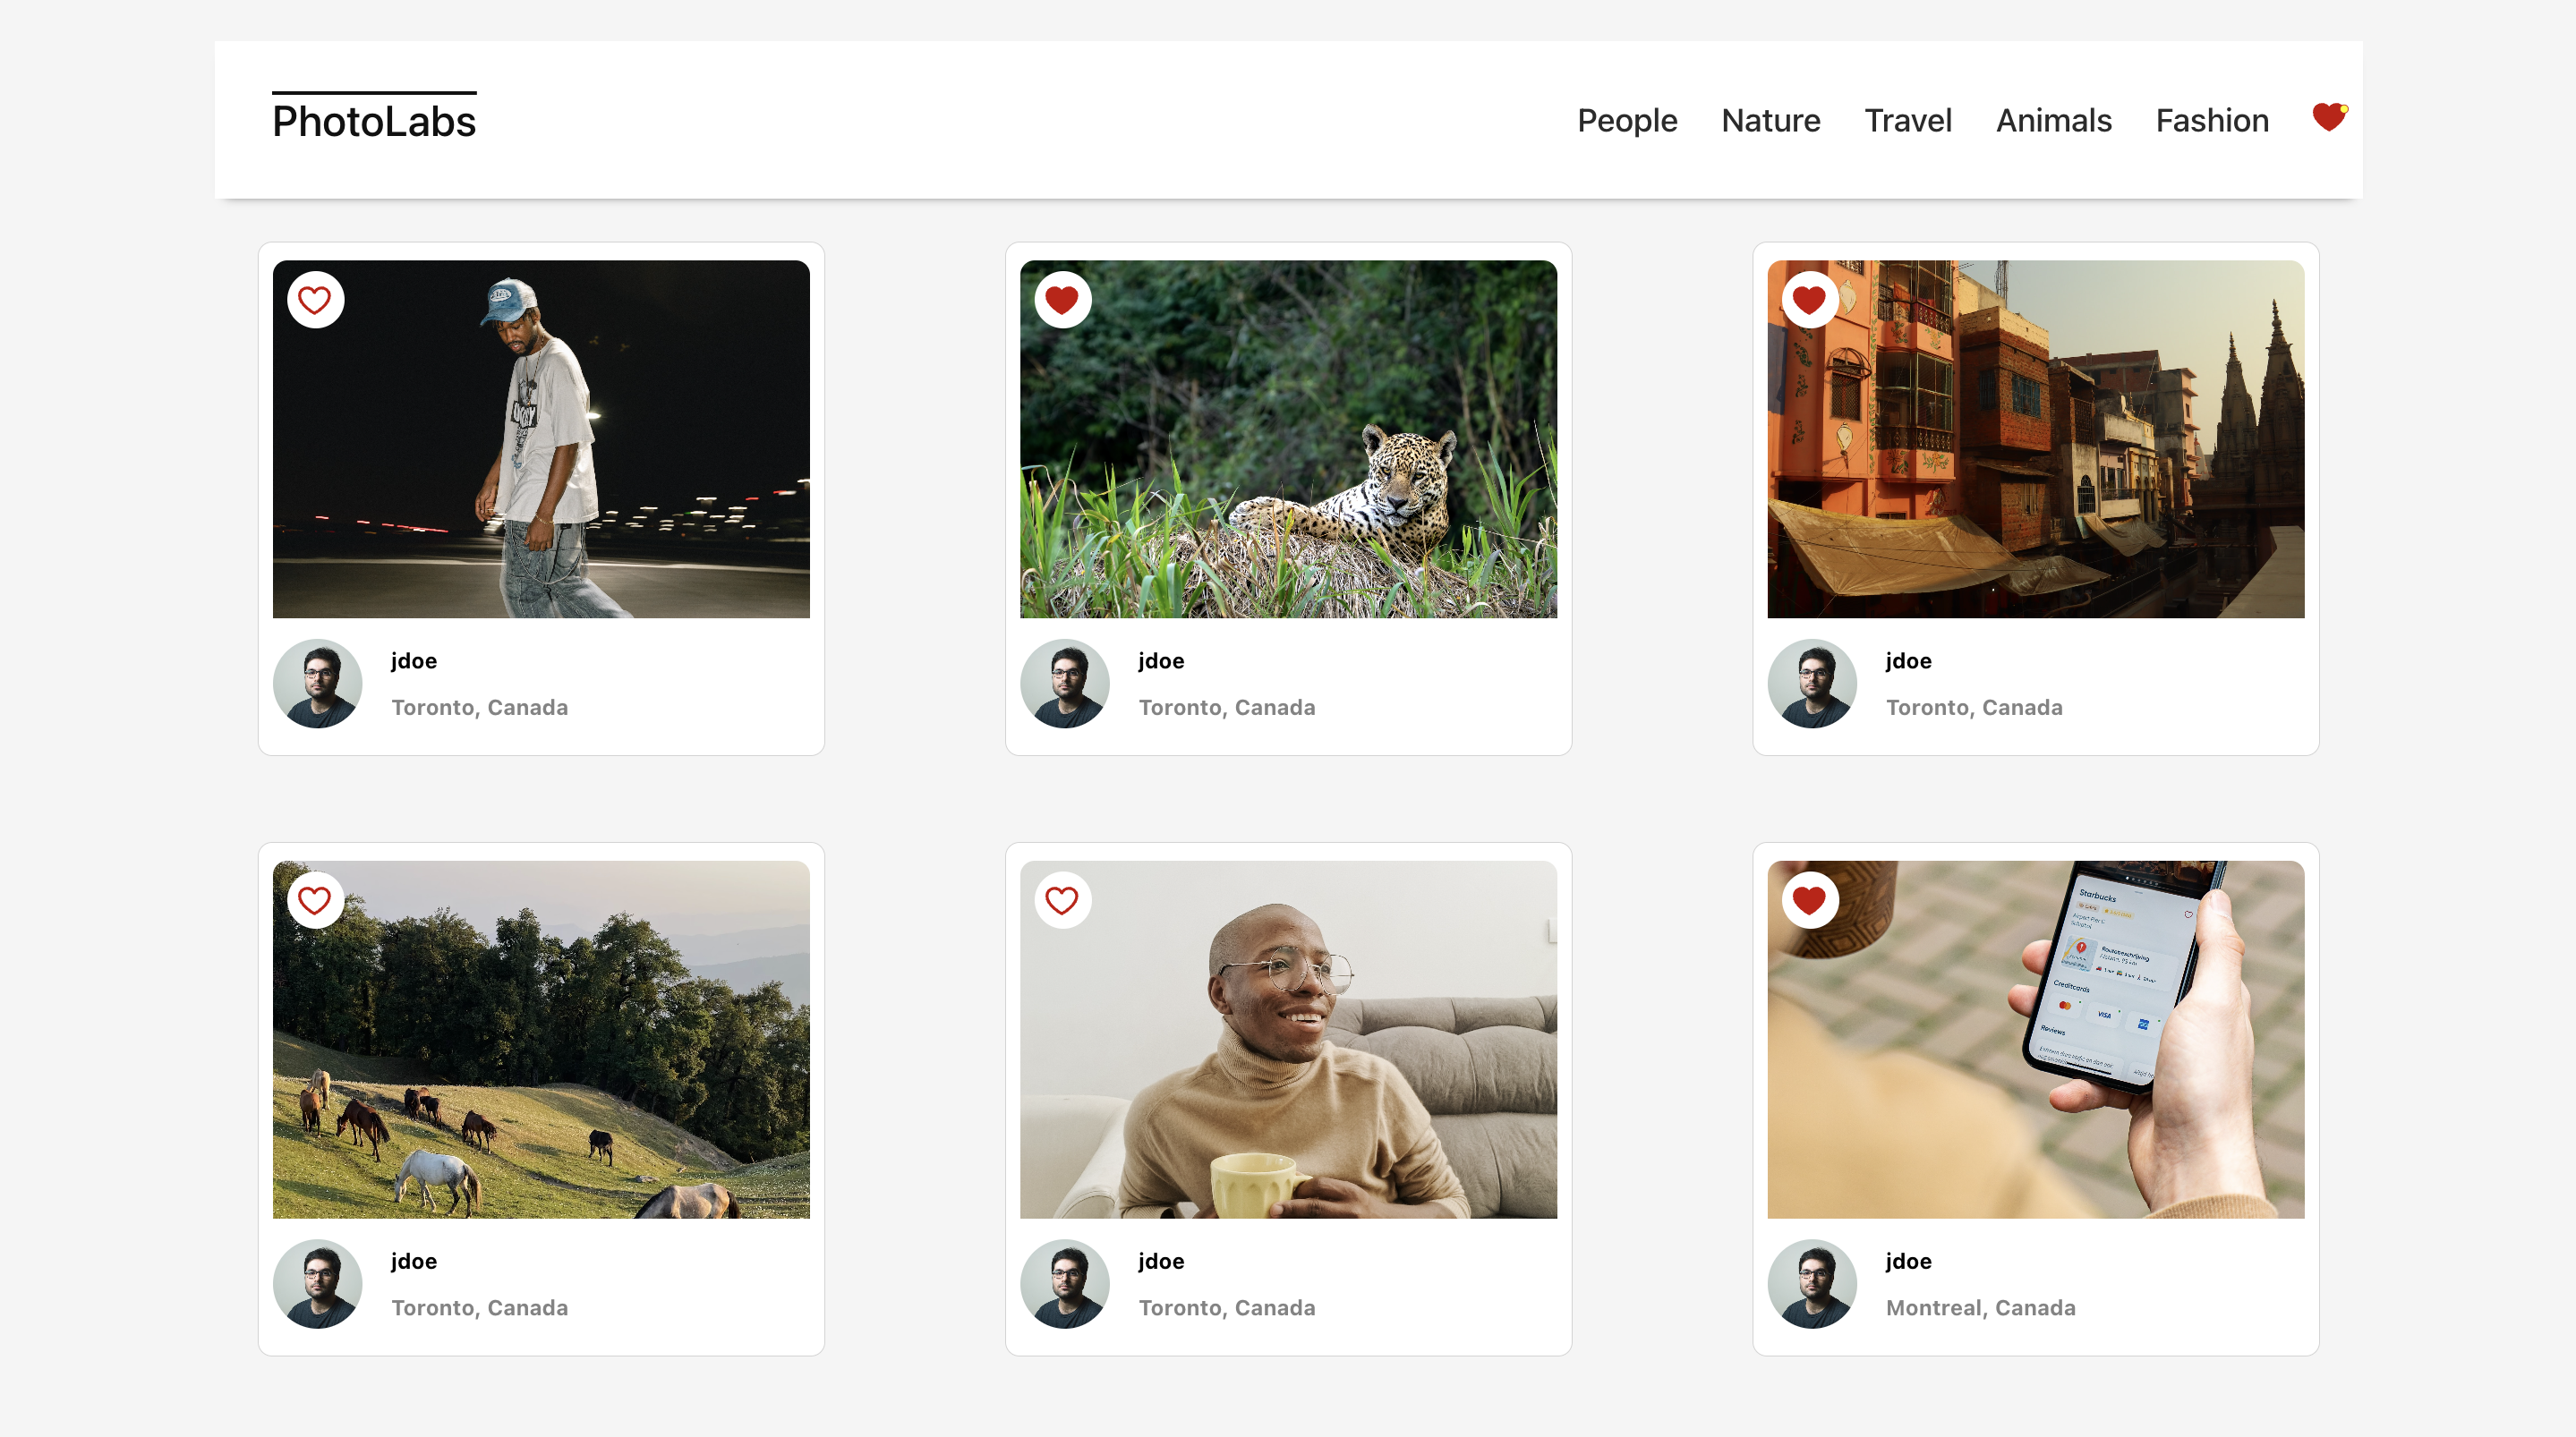 PhotoLabs
People Nature Travel Animals Fashion
jdoe
Toronto, Canada
jdoe
Toronto, Canada
jdoe
Toronto, Canada
Starbucks
Routebeschrijving
Creditcards
VISA
Reviews
jdoe
Toronto, Canada
jdoe
Toronto, Canada
jdoe
Montreal, Canada